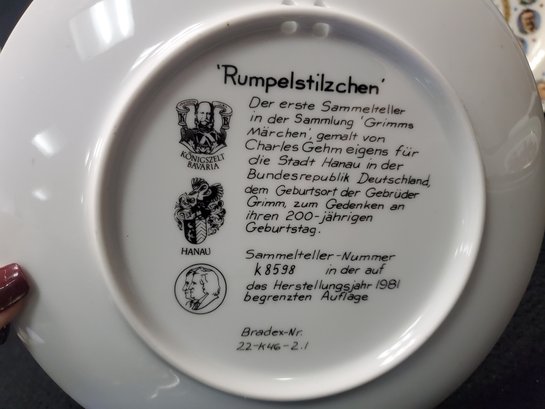 'Rumpelstilzchen'
Der erste Sammelteller
in der Sammlung 'Grimms
Märchen', gemalt von
Charles Gehm eigens für
die Stadt Hanau in der
Bundesrepublik Deutschland,
dem Geburtsort der Gebrüder
Grimm, zum Gedenken an
ihren 200-jährigen
Geburtstag.
KÖNIGSZELT
BAVARIA
HANAU
Sammelteller-Nummer
K8598 in der auf
das Herstellungsjahr 1981
begrenzten Auflage
Bradex-Nr.
22-K46-2.1